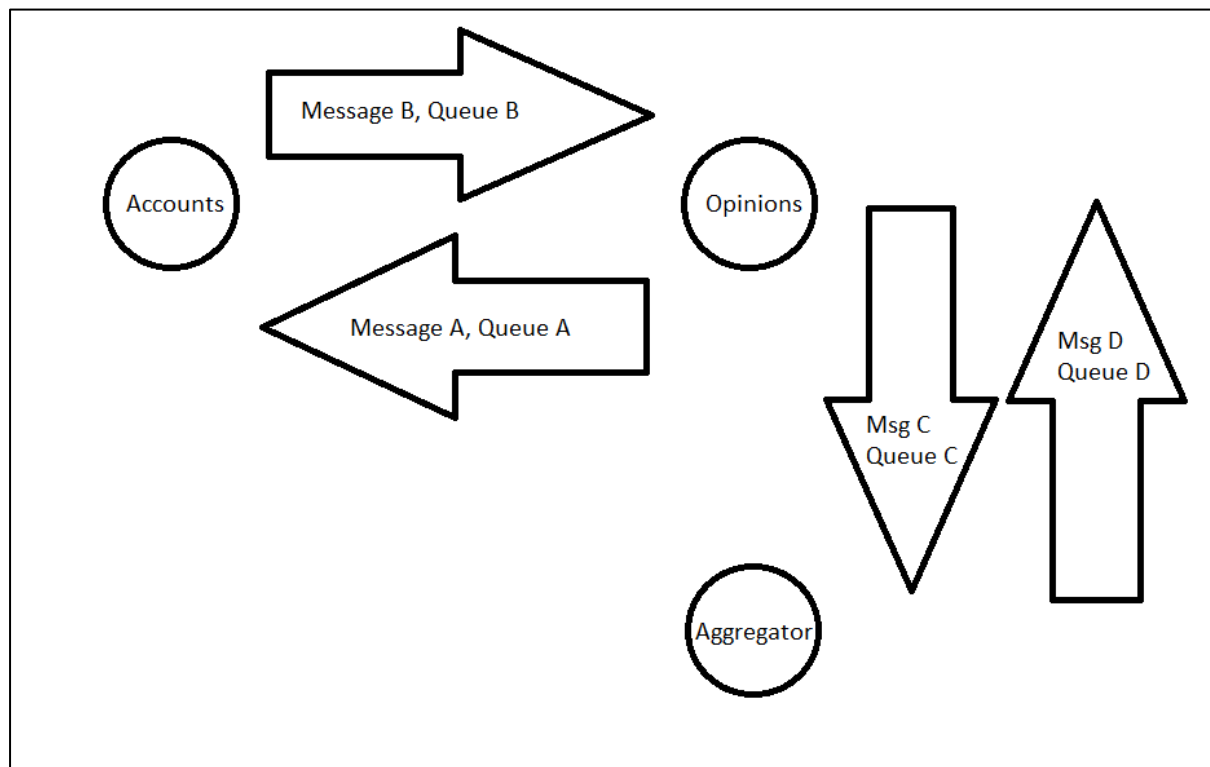 Message B, Queue B
Accounts
Opinions
Message A, Queue A
Msg D
Queue D
Msg C
Queue C
Aggregator